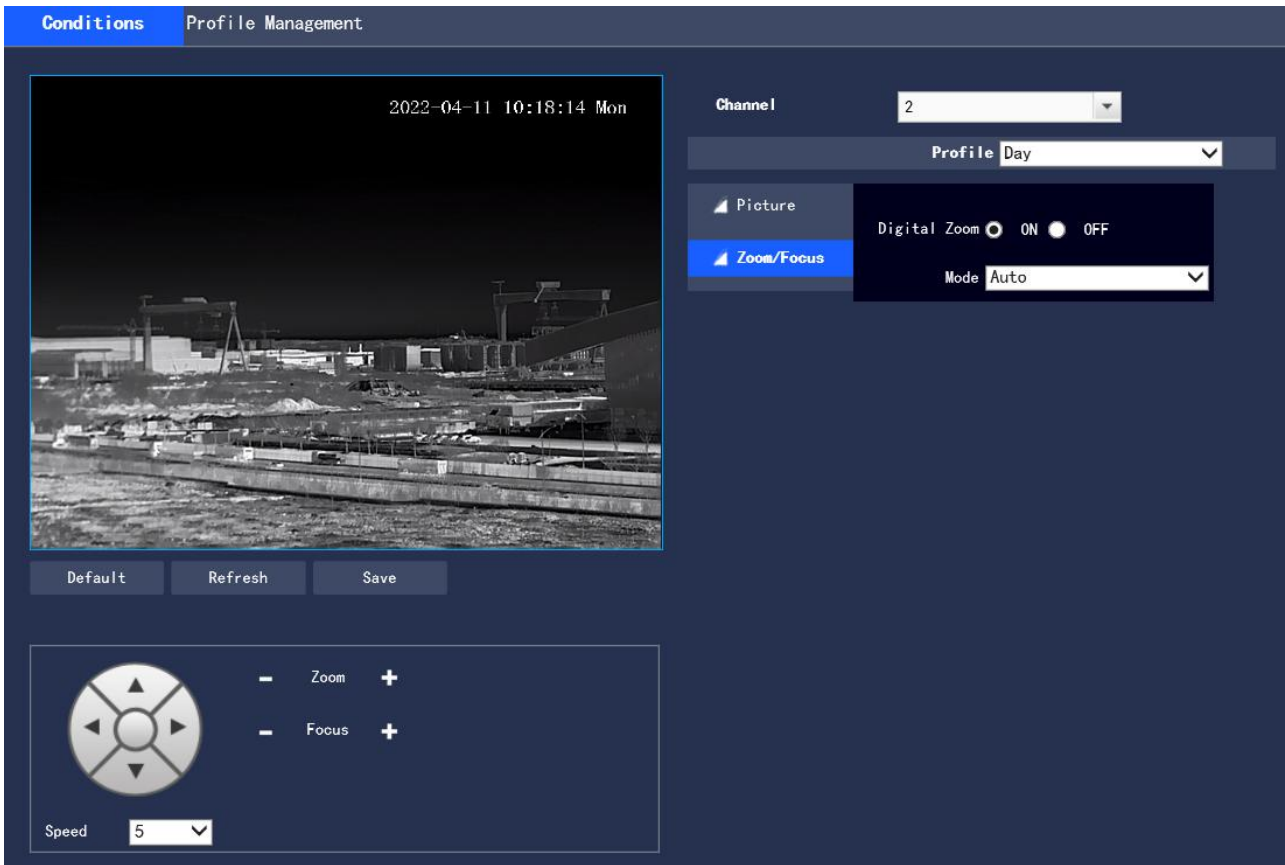 Conditions Profile Management
2022-04-11 10:18:14 Mon
Channel 2
Profile Day
Picture
Digital Zoom ON OFF
Zoom/Focus
Mode Auto
Default Refresh Save
- Zoom +
- Focus +
Speed 5